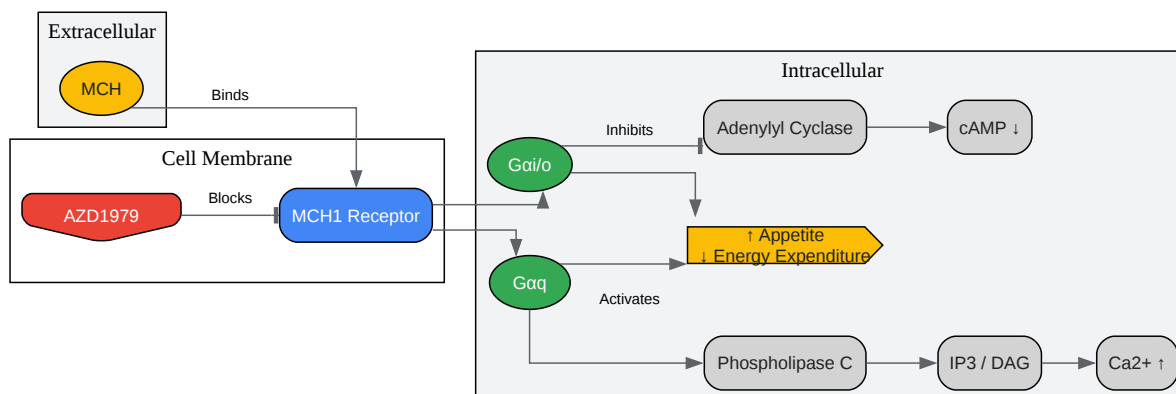 Extracellular
MCH
Binds
Cell Membrane
AZD1979
Blocks
MCH1 Receptor
Intracellular
Gαi/o
Inhibits
Adenylyl Cyclase
cAMP ↓
↑ Appetite
↓ Energy Expenditure
Gαq
Activates
Phospholipase C
IP3 / DAG
Ca2+ ↑